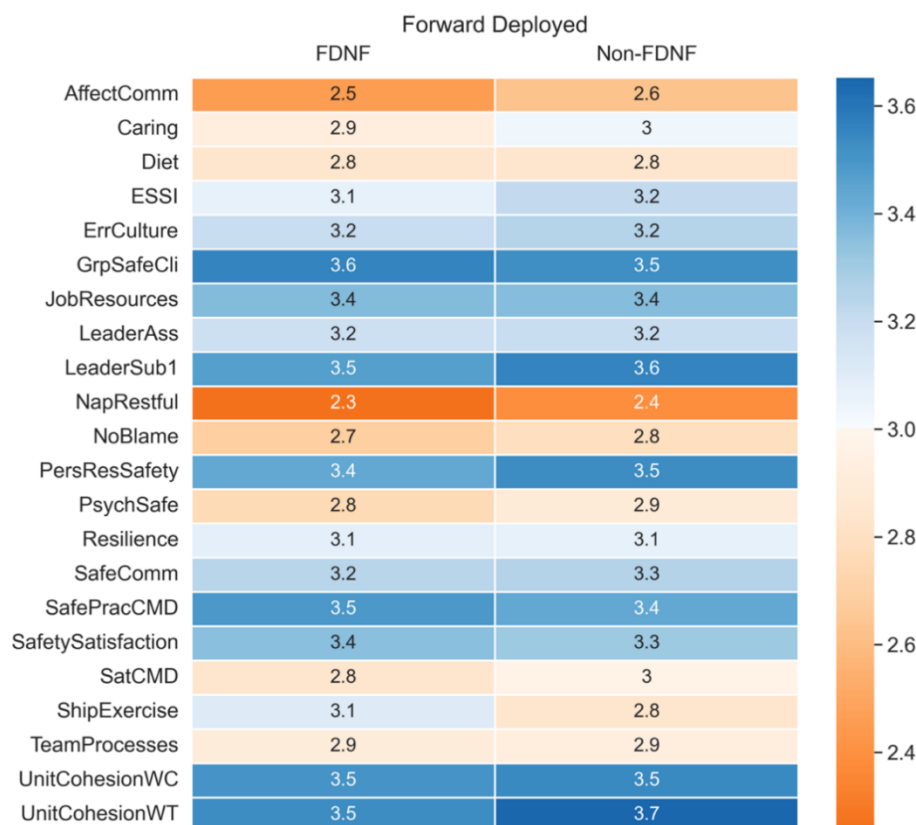 Forward Deployed
FDNF Non-FDNF
AffectComm 2.5 2.6
Caring 2.9 3
Diet 2.8 2.8
ESSI 3.1 3.2
ErrCulture 3.2 3.2
GrpSafeCli 3.6 3.5
JobResources 3.4 3.4
LeaderAss 3.2 3.2
LeaderSub1 3.5 3.6
NapRestful 2.3 2.4
NoBlame 2.7 2.8
PersResSafety 3.4 3.5
PsychSafe 2.8 2.9
Resilience 3.1 3.1
SafeComm 3.2 3.3
SafePracCMD 3.5 3.4
SafetySatisfaction 3.4 3.3
SatCMD 2.8 3
ShipExercise 3.1 2.8
TeamProcesses 2.9 2.9
UnitCohesionWC 3.5 3.5
UnitCohesionWT 3.5 3.7
3.6
3.4
3.2
3.0
2.8
2.6
2.4